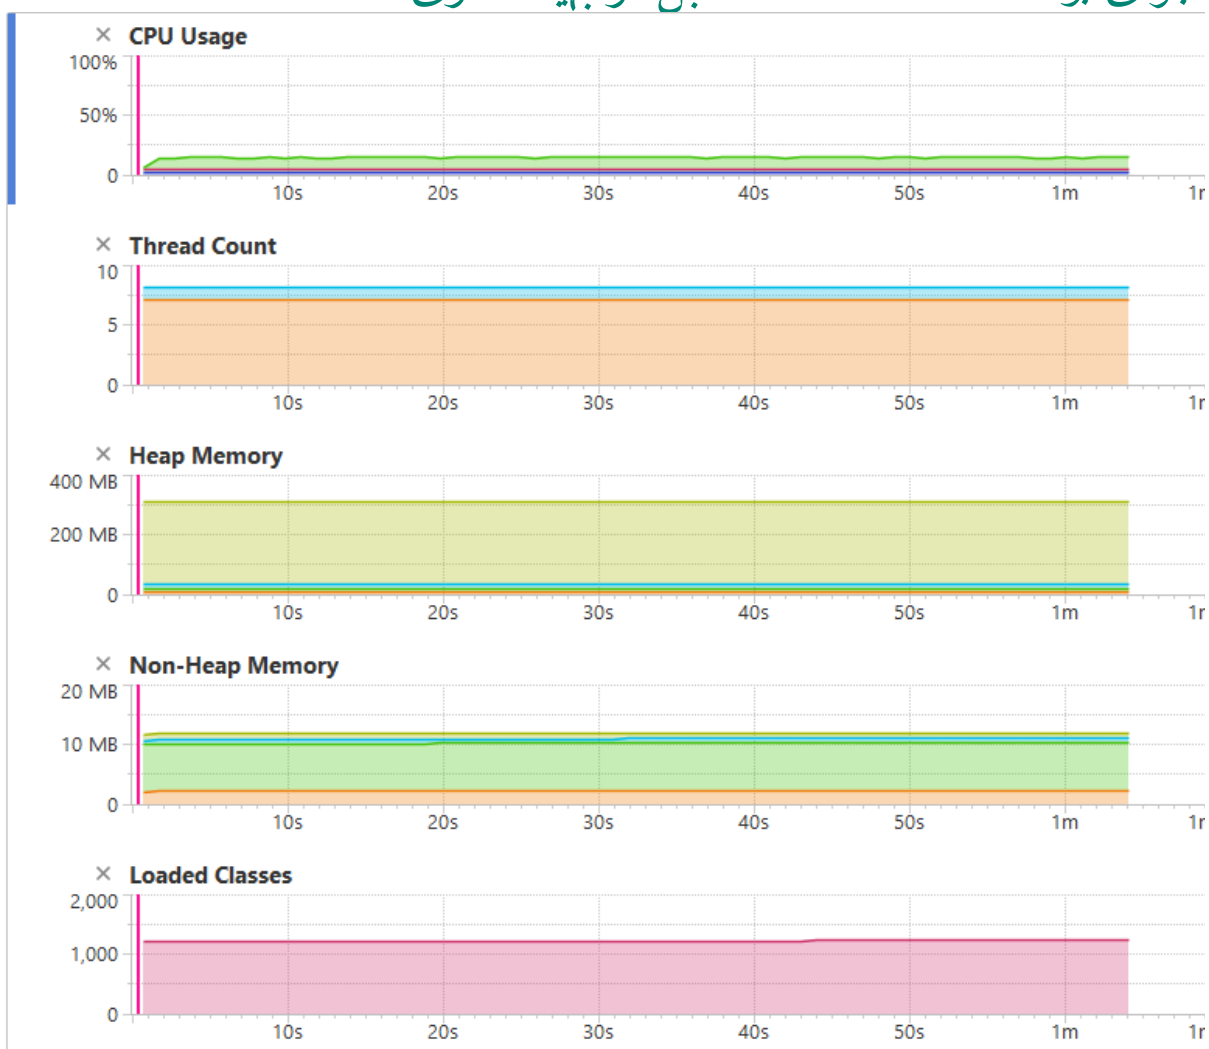 CPU Usage
100%
50%
0
10s 20s 30s 40s 50s 1m
Thread Count
10
5
0
10s 20s 30s 40s 50s 1m
Heap Memory
400 MB
200 MB
0
10s 20s 30s 40s 50s 1m
Non-Heap Memory
20 MB
10 MB
0
10s 20s 30s 40s 50s 1m
Loaded Classes
2,000
1,000
0
10s 20s 30s 40s 50s 1m